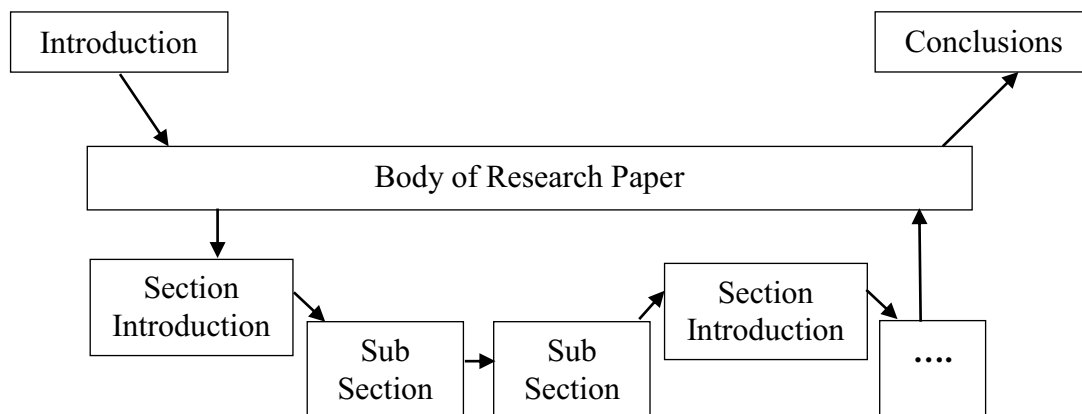 Introduction
Conclusions
Body of Research Paper
Section
Introduction
Sub
Section
Sub
Section
Section
Introduction
....